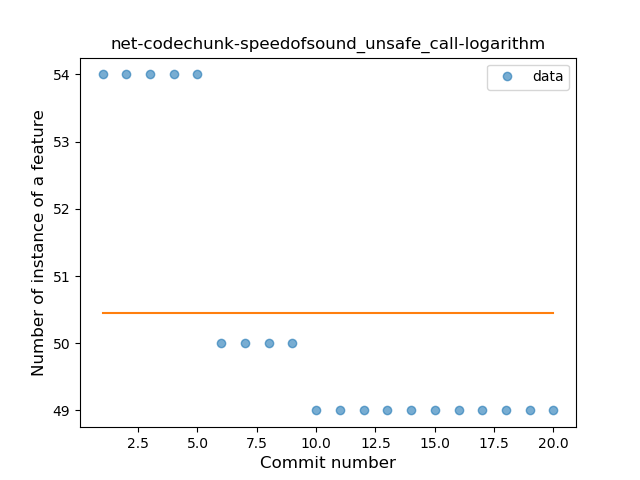 net-codechunk-speedofsound_unsafe_call-logarithm
data
Number of instance of a feature
54
53
52
51
50
49
2.5 5.0 7.5 10.0 12.5 15.0 17.5 20.0
Commit number